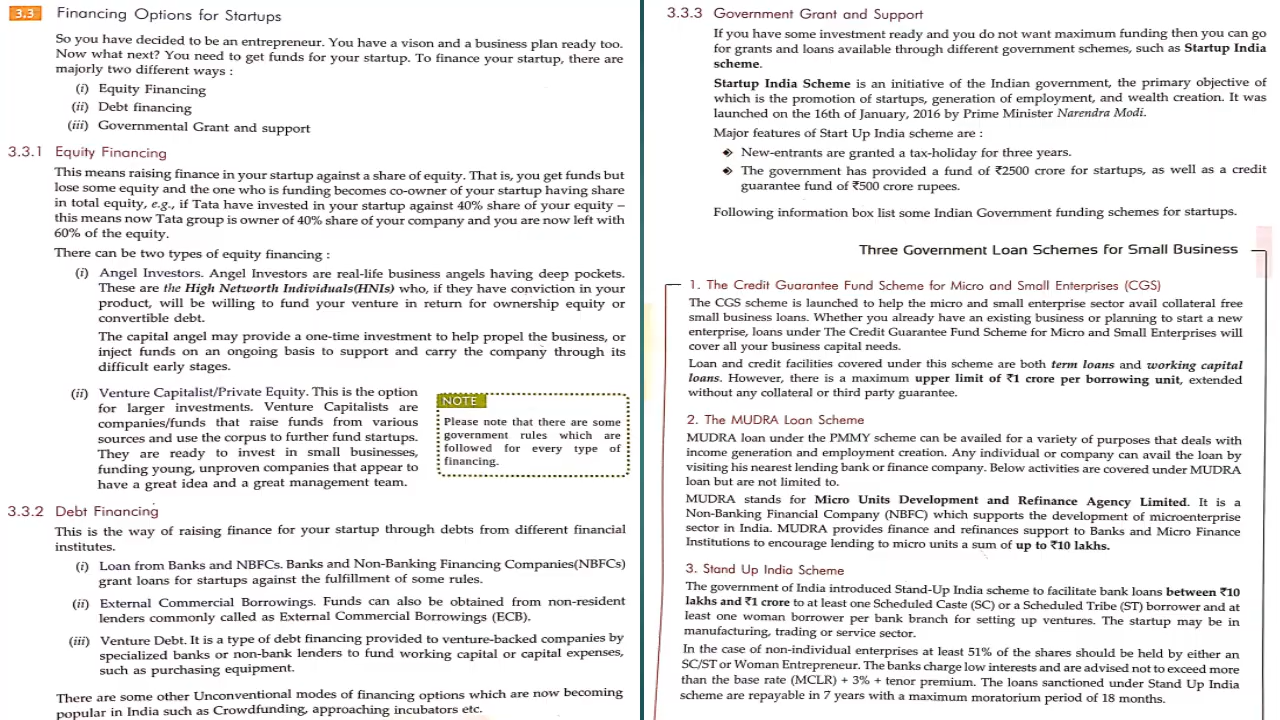 3.3 Financing Options for Startups
So you have decided to be an entrepreneur. You have a vison and a business plan ready too.
Now what next? You need to get funds for your startup. To finance your startup, there are
majorly two different ways :
(i) Equity Financing
(ii) Debt financing
(iii) Governmental Grant and support
3.3.1 Equity Financing
This means raising finance in your startup against a share of equity. That is, you get funds but
lose some equity and the one who is funding becomes co-owner of your startup having share
in total equity, e.g., if Tata have invested in your startup against 40% share of your equity –
this means now Tata group is owner of 40% share of your company and you are now left with
60% of the equity.
There can be two types of equity financing :
(i) Angel Investors. Angel Investors are real-life business angels having deep pockets.
These are the High Networth Individuals(HNIs) who, if they have conviction in your
product, will be willing to fund your venture in return for ownership equity or
convertible debt.
The capital angel may provide a one-time investment to help propel the business, or
inject funds on an ongoing basis to support and carry the company through its
difficult early stages.
(ii) Venture Capitalist/Private Equity. This is the option
for larger investments. Venture Capitalists are
companies/funds that raise funds from various
sources and use the corpus to further fund startups.
They are ready to invest in small businesses,
funding young, unproven companies that appear to
have a great idea and a great management team.
NOTE
Please note that there are some
government rules which are
followed for every type of
financing.
3.3.2 Debt Financing
This is the way of raising finance for your startup through debts from different financial
institutes.
(i) Loan from Banks and NBFCs. Banks and Non-Banking Financing Companies(NBFCs)
grant loans for startups against the fulfillment of some rules.
(ii) External Commercial Borrowings. Funds can also be obtained from non-resident
lenders commonly called as External Commercial Borrowings (ECB).
(iii) Venture Debt. It is a type of debt financing provided to venture-backed companies by
specialized banks or non-bank lenders to fund working capital or capital expenses,
such as purchasing equipment.
There are some other Unconventional modes of financing options which are now becoming
popular in India such as Crowdfunding, approaching incubators etc.
3.3.3 Government Grant and Support
If you have some investment ready and you do not want maximum funding then you can go
for grants and loans available through different government schemes, such as Startup India
scheme.
Startup India Scheme is an initiative of the Indian government, the primary objective of
which is the promotion of startups, generation of employment, and wealth creation. It was
launched on the 16th of January, 2016 by Prime Minister Narendra Modi.
Major features of Start Up India scheme are :
New-entrants are granted a tax-holiday for three years.
The government has provided a fund of ₹2500 crore for startups, as well as a credit
guarantee fund of ₹500 crore rupees.
Following information box list some Indian Government funding schemes for startups.
Three Government Loan Schemes for Small Business
1. The Credit Guarantee Fund Scheme for Micro and Small Enterprises (CGS)
The CGS scheme is launched to help the micro and small enterprise sector avail collateral free
small business loans. Whether you already have an existing business or planning to start a new
enterprise, loans under The Credit Guarantee Fund Scheme for Micro and Small Enterprises will
cover all your business capital needs.
Loan and credit facilities covered under this scheme are both term loans and working capital
loans. However, there is a maximum upper limit of ₹1 crore per borrowing unit, extended
without any collateral or third party guarantee.
2. The MUDRA Loan Scheme
MUDRA loan under the PMMY scheme can be availed for a variety of purposes that deals with
income generation and employment creation. Any individual or company can avail the loan by
visiting his nearest lending bank or finance company. Below activities are covered under MUDRA
loan but are not limited to.
MUDRA stands for Micro Units Development and Refinance Agency Limited. It is a
Non-Banking Financial Company (NBFC) which supports the development of microenterprise
sector in India. MUDRA provides finance and refinances support to Banks and Micro Finance
Institutions to encourage lending to micro units a sum of up to ₹10 lakhs.
3. Stand Up India Scheme
The government of India introduced Stand-Up India scheme to facilitate bank loans between ₹10
lakhs and ₹1 crore to at least one Scheduled Caste (SC) or a Scheduled Tribe (ST) borrower and at
least one woman borrower per bank branch for setting up ventures. The startup may be in
manufacturing, trading or service sector.
In the case of non-individual enterprises at least 51% of the shares should be held by either an
SC/ST or Woman Entrepreneur. The banks charge low interests and are advised not to exceed more
than the base rate (MCLR) + 3% + tenor premium. The loans sanctioned under Stand Up India
scheme are repayable in 7 years with a maximum moratorium period of 18 months.